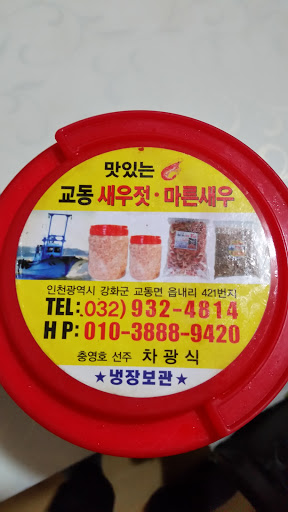 맛있는
교동 새우젓·마른새우
인천광역시 강화군 교동면 읍내리 421번지
TEL: 032) 932-4814
HP: 010-3888-9420
충영호 선주 차광식
★냉장보관★